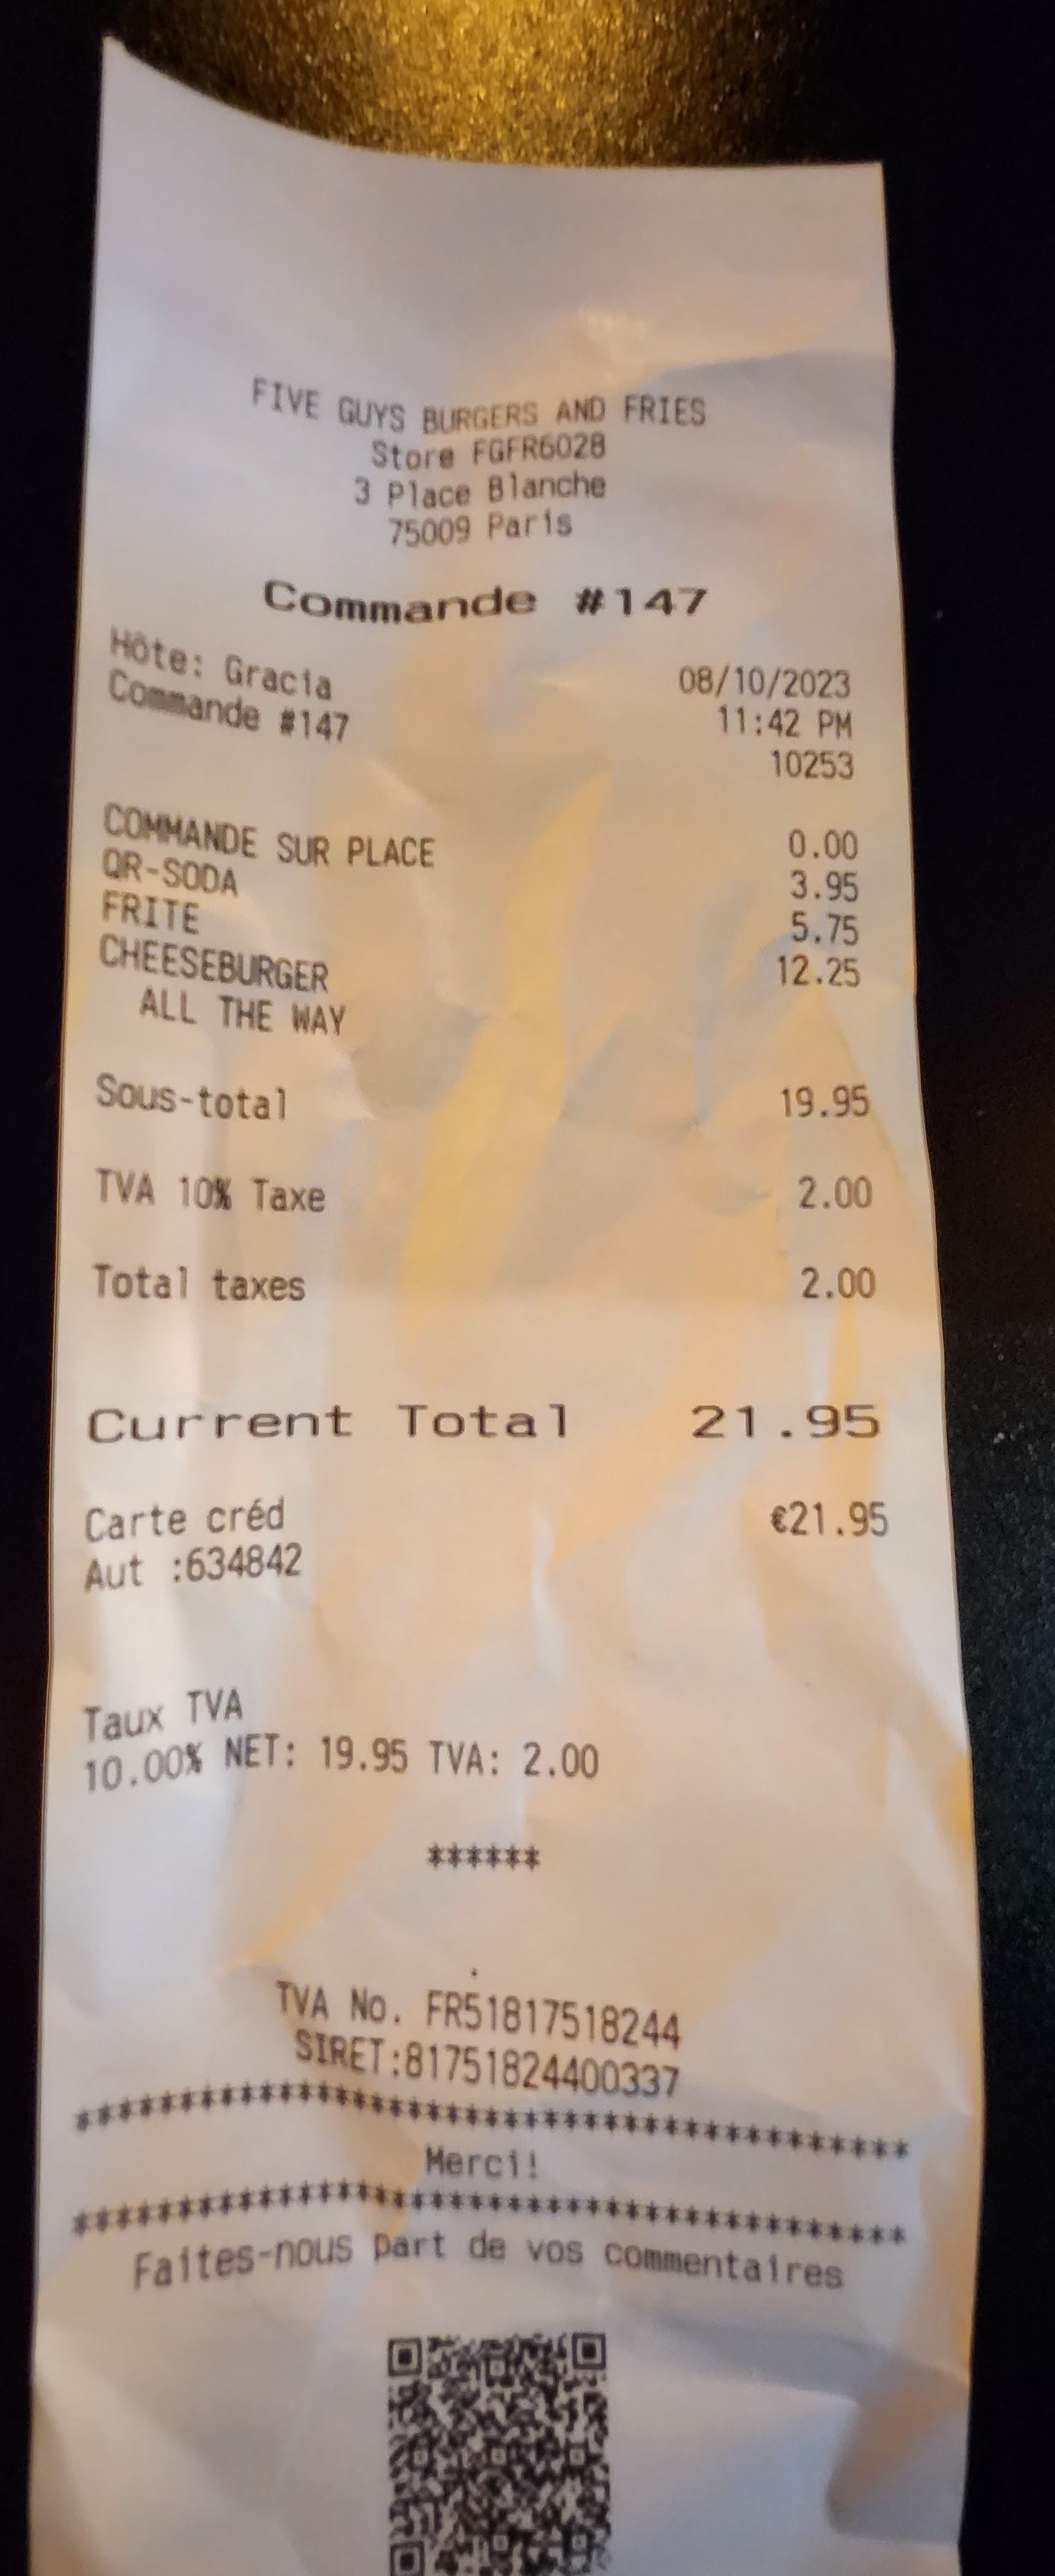 FIVE GUYS BURGERS AND FRIES
Store FGFR6028
3 Place Blanche
75009 Paris
Commande #147
Hôte: Gracia 08/10/2023
Commande #147 11:42 PM
10253
COMMANDE SUR PLACE 0.00
QR-SODA 3.95
FRITE 5.75
CHEESEBURGER 12.25
ALL THE WAY
Sous-total 19.95
TVA 10% Taxe 2.00
Total taxes 2.00
Current Total 21.95
Carte créd €21.95
Aut :634842
Taux TVA
10.00% NET: 19.95 TVA: 2.00
******
TVA No. FR51817518244
SIRET:81751824400337
****************************************
Merci!
****************************************
Faites-nous part de vos commentaires